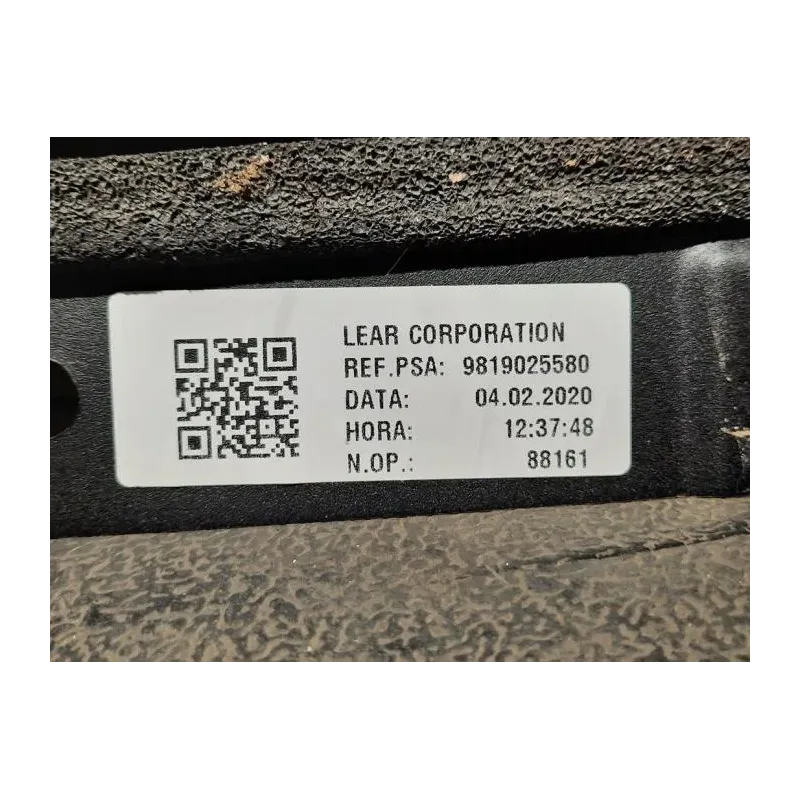 LEAR CORPORATION
REF.PSA: 9819025580
DATA: 04.02.2020
HORA: 12:37:48
N.OP.: 88161